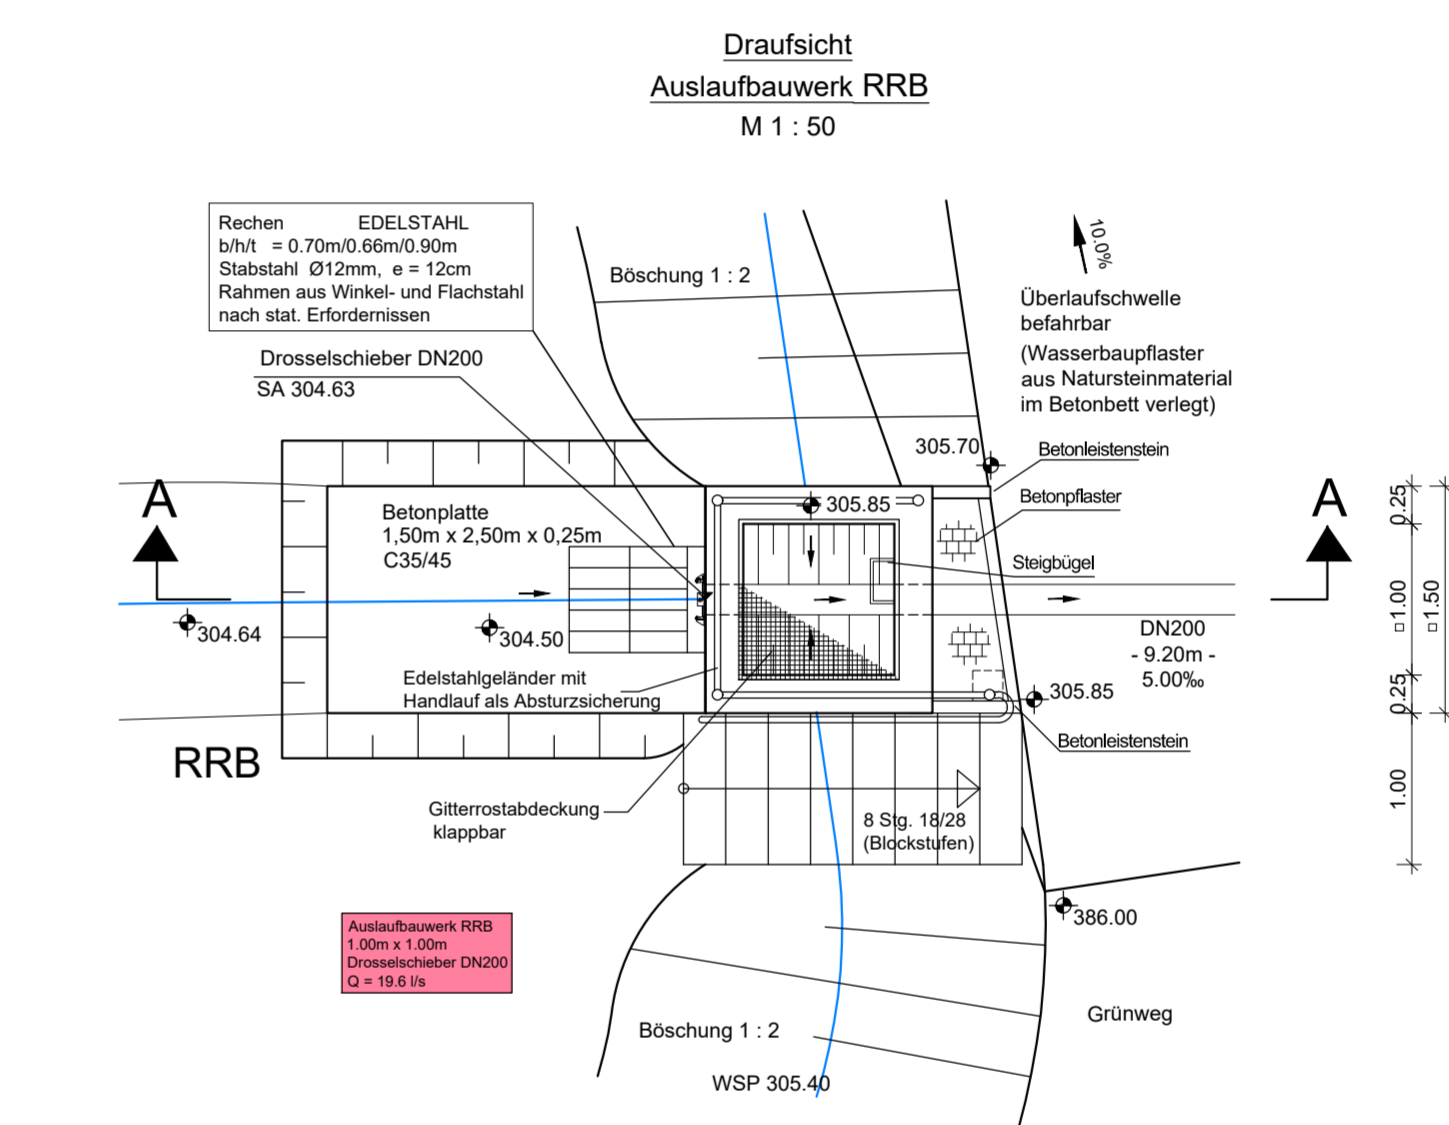 Draufsicht
Auslaufbauwerk RRB
M 1 : 50
Rechen EDELSTAHL
b/h/t = 0.70m/0.66m/0.90m
Stabstahl Ø12mm, e = 12cm
Rahmen aus Winkel- und Flachstahl
nach stat. Erfordernissen
Drosselschieber DN200
SA 304.63
Böschung 1 : 2
10.0%
Überlaufschwelle
befahrbar
(Wasserbaupflaster
aus Natursteinmaterial
im Betonbett verlegt)
305.70
Betonleistenstein
Betonpflaster
Steigbügel
A
A
Betonplatte
1,50m x 2,50m x 0,25m
C35/45
305.85
304.64
304.50
DN200
- 9.20m -
5.00‰
305.85
Edelstahlgeländer mit
Handlauf als Absturzsicherung
Betonleistenstein
RRB
Gitterrostabdeckung
klappbar
8 Stg. 18/28
(Blockstufen)
0.25
□1.00
□1.50
0.25
1.00
386.00
Auslaufbauwerk RRB
1.00m x 1.00m
Drosselschieber DN200
Q = 19.6 l/s
Böschung 1 : 2
WSP 305.40
Grünweg